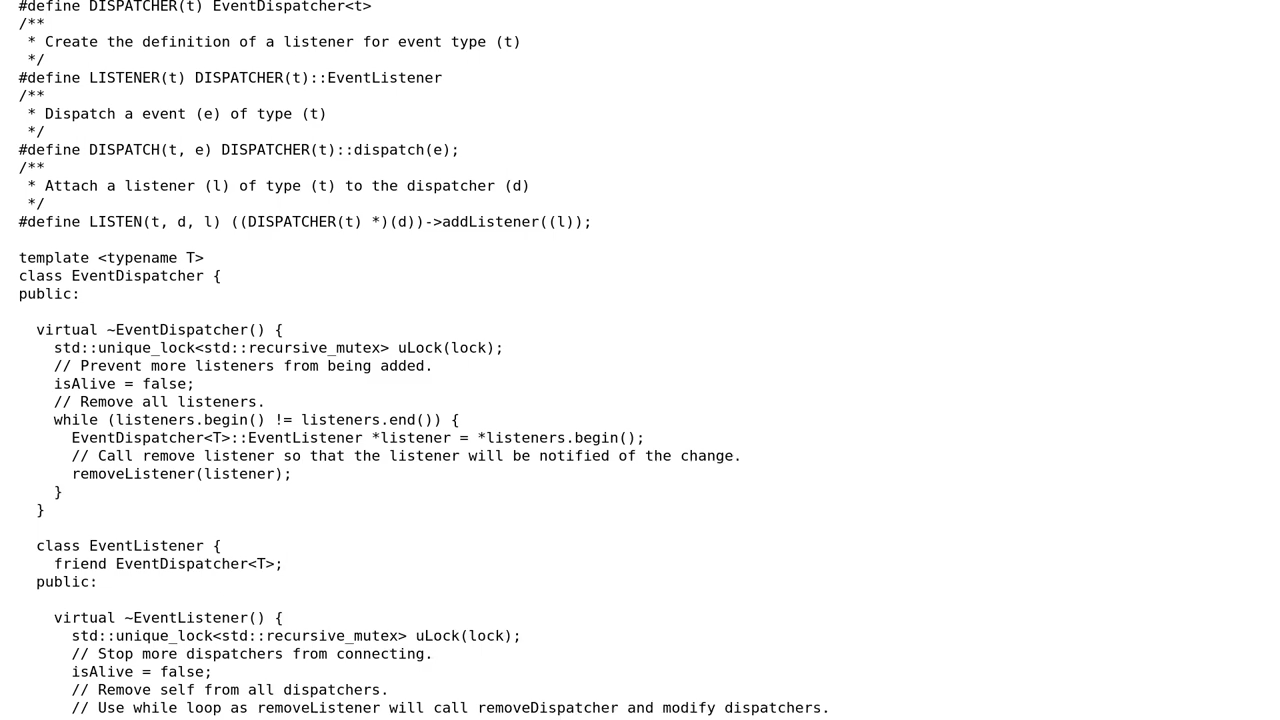 #define DISPATCHER(t) EventDispatcher<t>
/**
 * Create the definition of a listener for event type (t)
 */
#define LISTENER(t) DISPATCHER(t)::EventListener
/**
 * Dispatch a event (e) of type (t)
 */
#define DISPATCH(t, e) DISPATCHER(t)::dispatch(e);
/**
 * Attach a listener (l) of type (t) to the dispatcher (d)
 */
#define LISTEN(t, d, l) ((DISPATCHER(t) *)(d))->addListener((l));

template <typename T>
class EventDispatcher {
public:

  virtual ~EventDispatcher() {
    std::unique_lock<std::recursive_mutex> uLock(lock);
    // Prevent more listeners from being added.
    isAlive = false;
    // Remove all listeners.
    while (listeners.begin() != listeners.end()) {
      EventDispatcher<T>::EventListener *listener = *listeners.begin();
      // Call remove listener so that the listener will be notified of the change.
      removeListener(listener);
    }
  }

  class EventListener {
    friend EventDispatcher<T>;
  public:

    virtual ~EventListener() {
      std::unique_lock<std::recursive_mutex> uLock(lock);
      // Stop more dispatchers from connecting.
      isAlive = false;
      // Remove self from all dispatchers.
      // Use while loop as removeListener will call removeDispatcher and modify dispatchers.